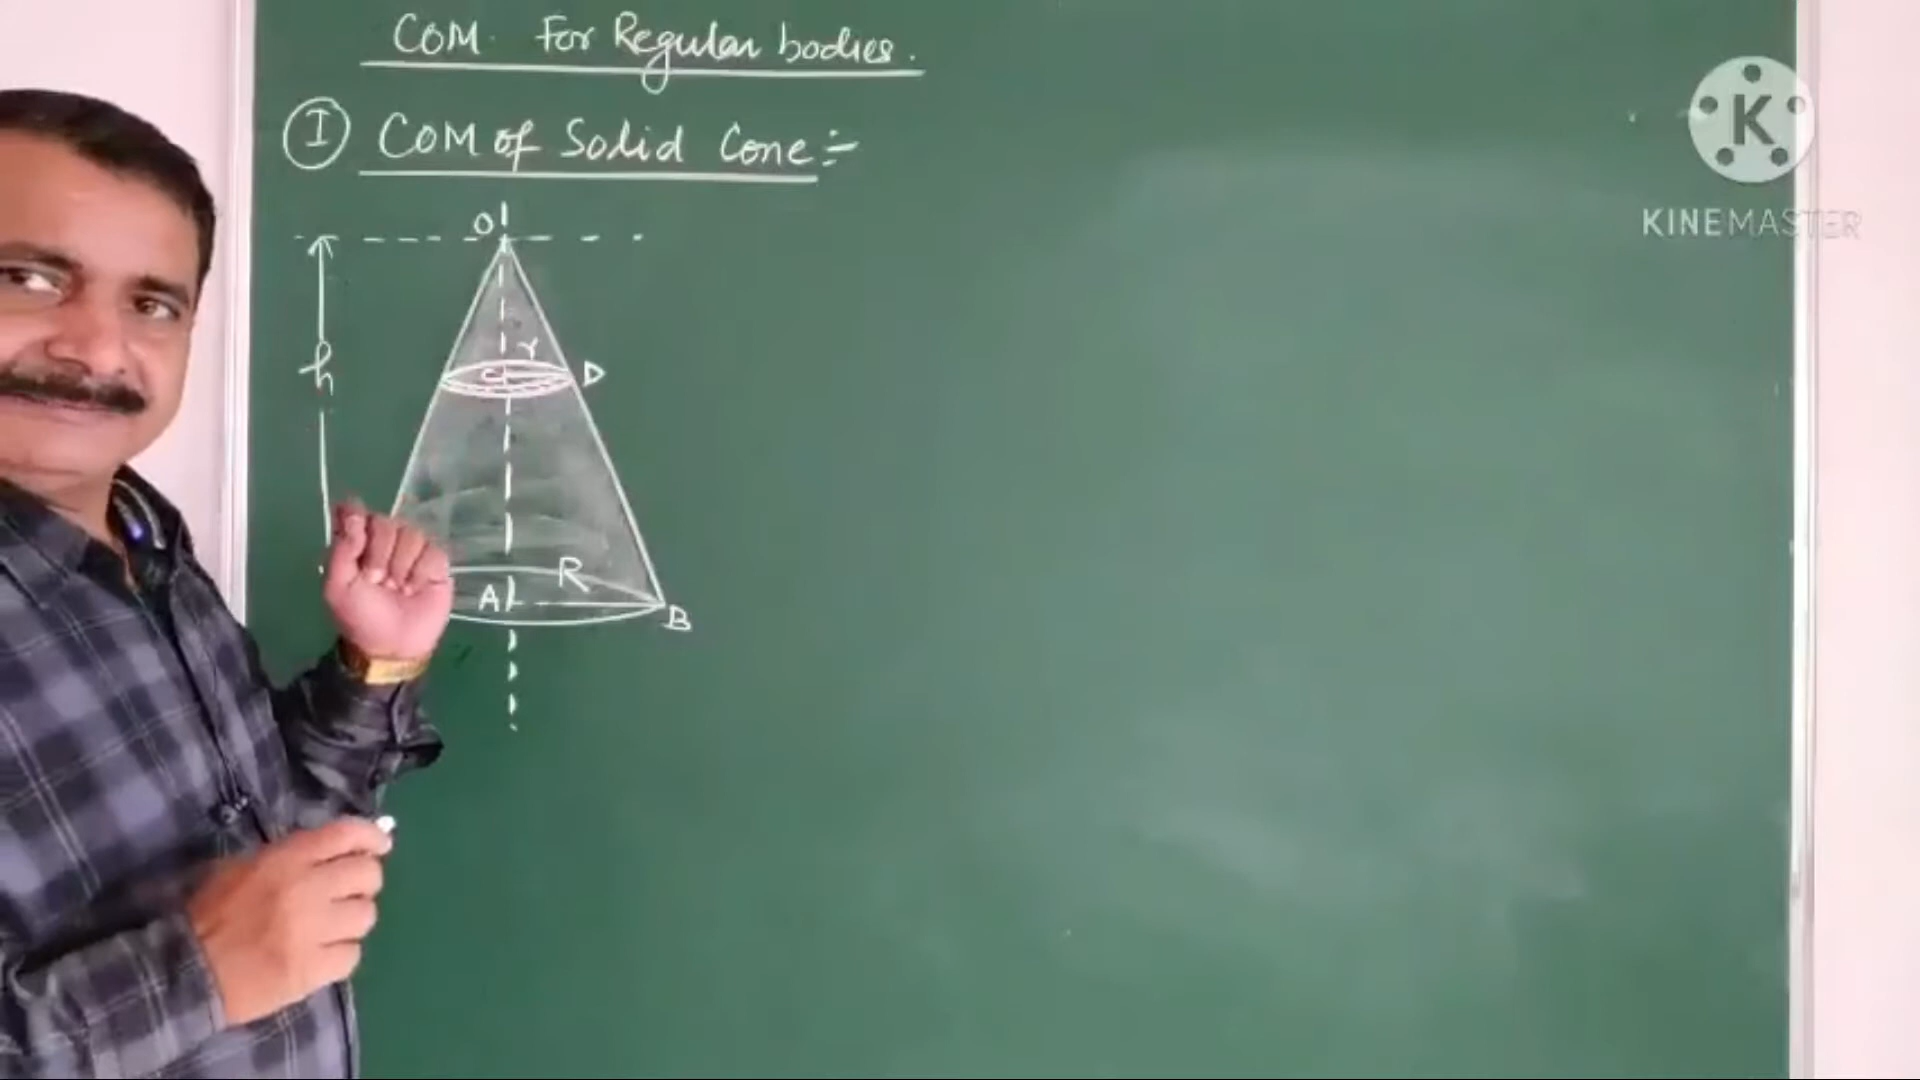 COM. For Regular bodies.
I COM of Solid Cone :-
O
h
r
C D
R
A B
K
KINEMASTER